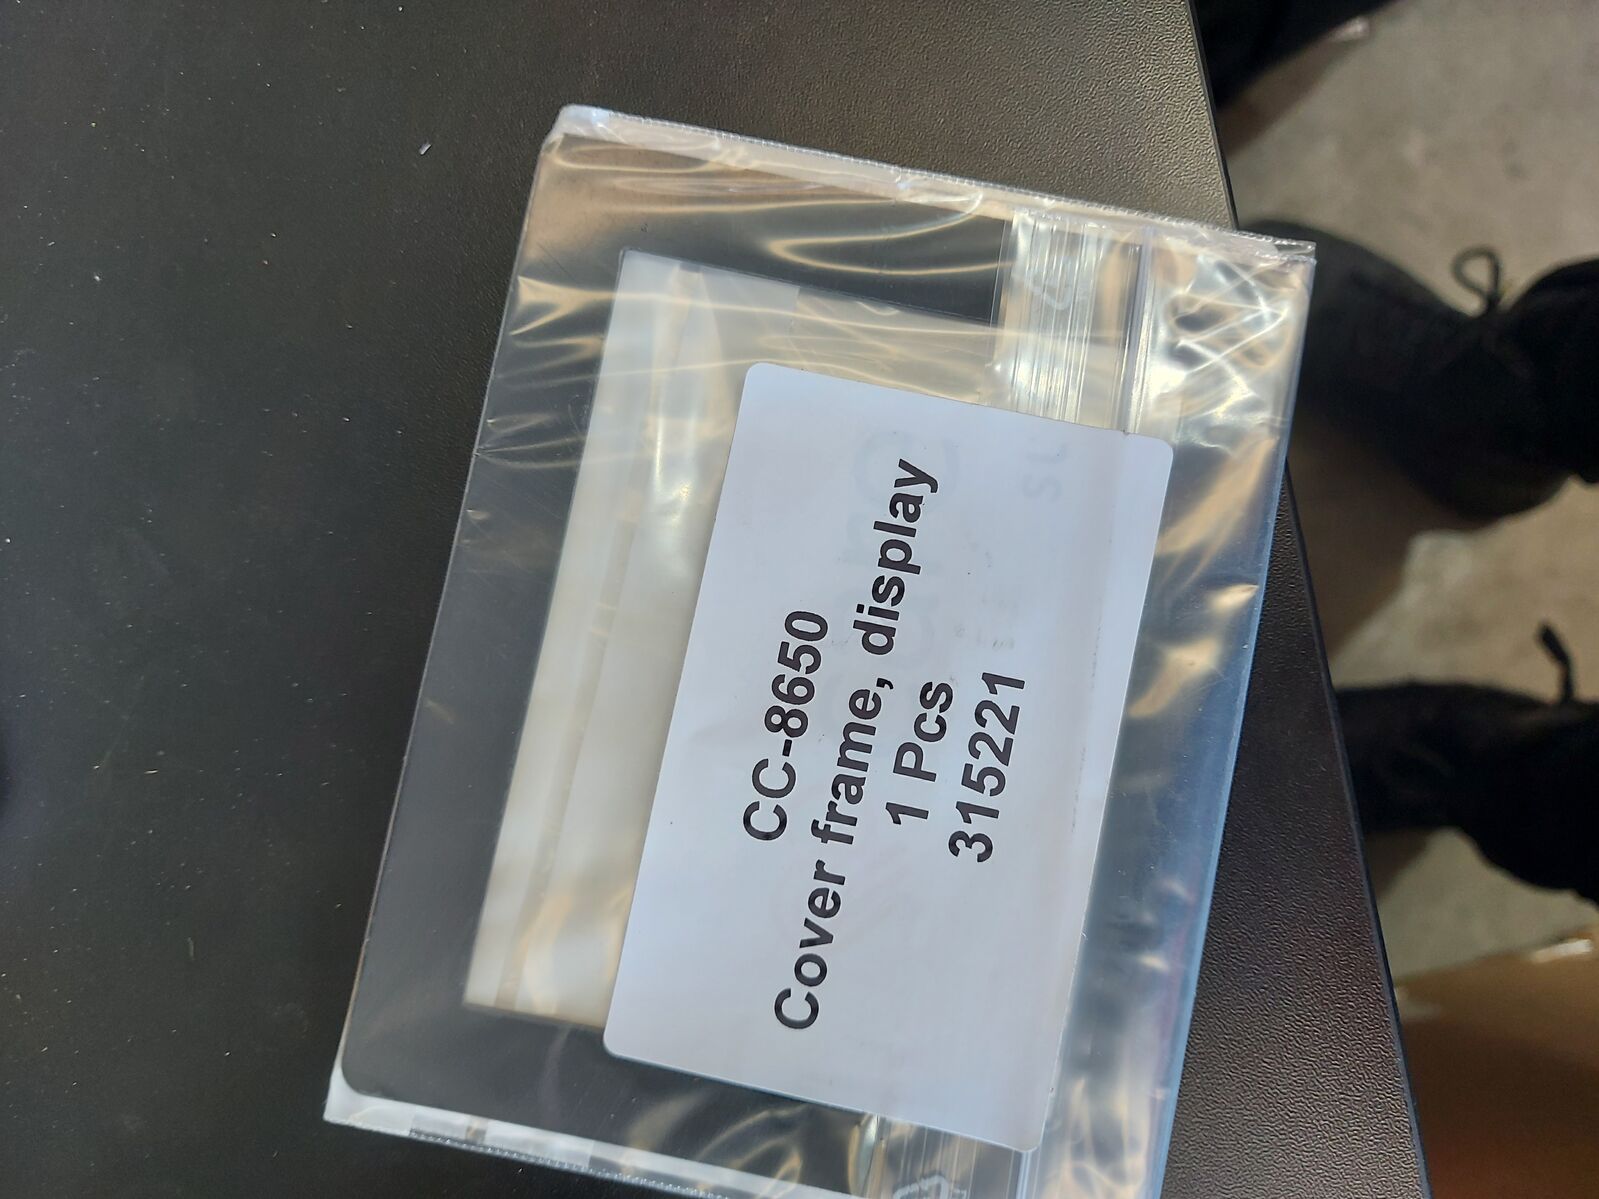 CC-8650
Cover frame, display
1 Pcs
315221